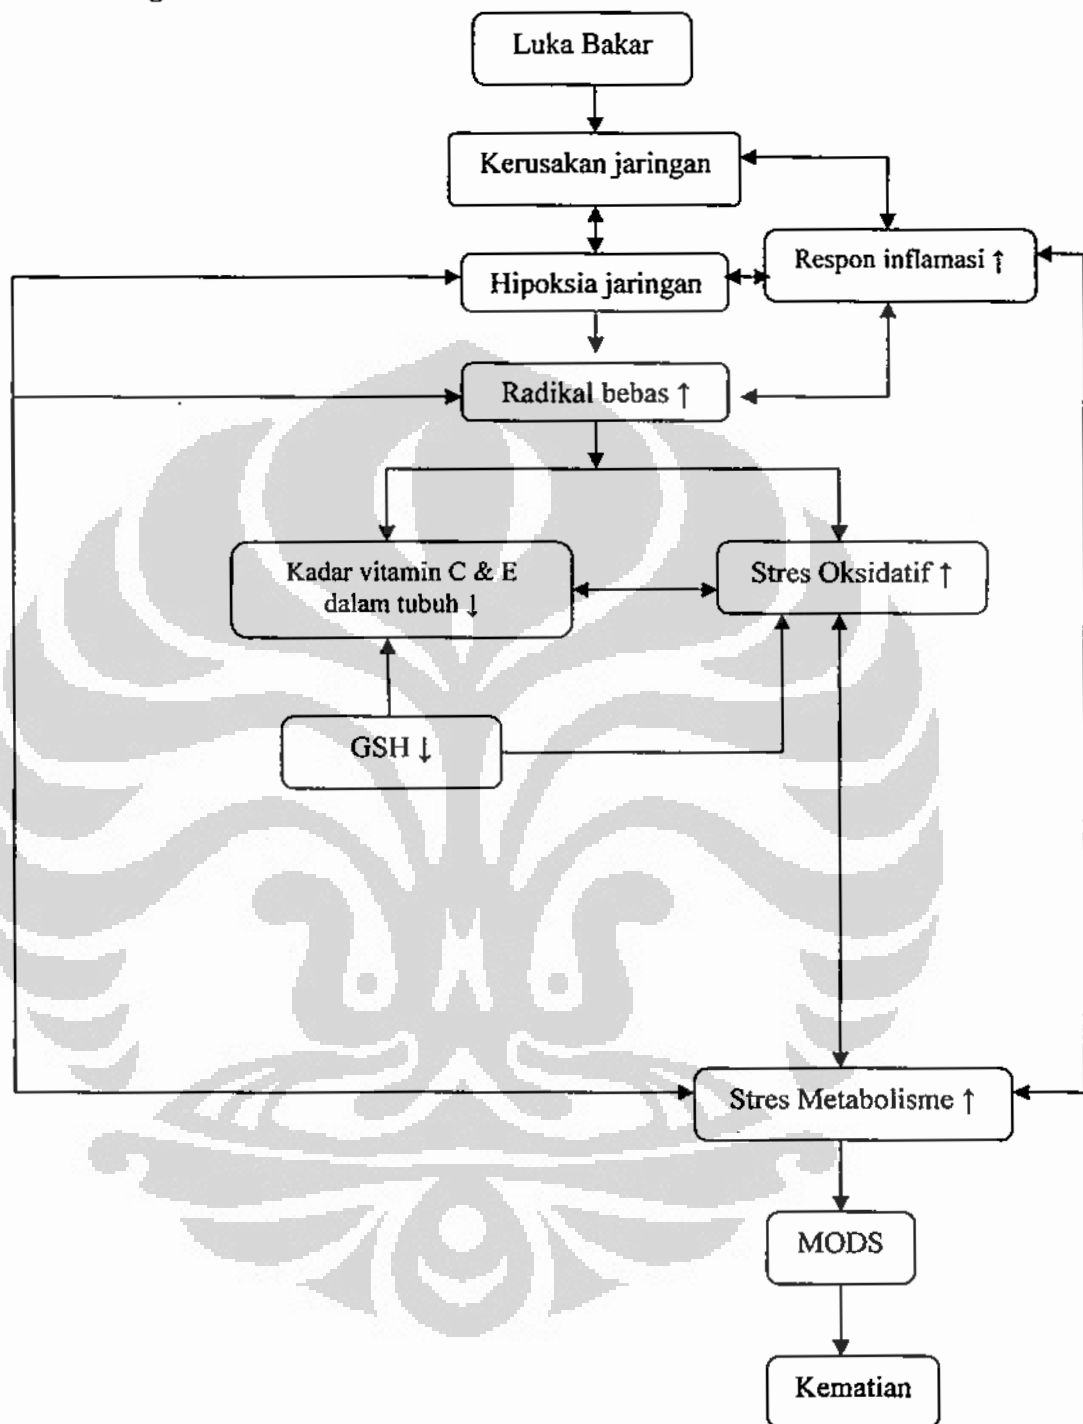 Luka Bakar
Kerusakan jaringan
Respon inflamasi ↑
Hipoksia jaringan
Radikal bebas ↑
Kadar vitamin C & E
dalam tubuh ↓
Stres Oksidatif ↑
GSH ↓
Stres Metabolisme ↑
MODS
Kematian